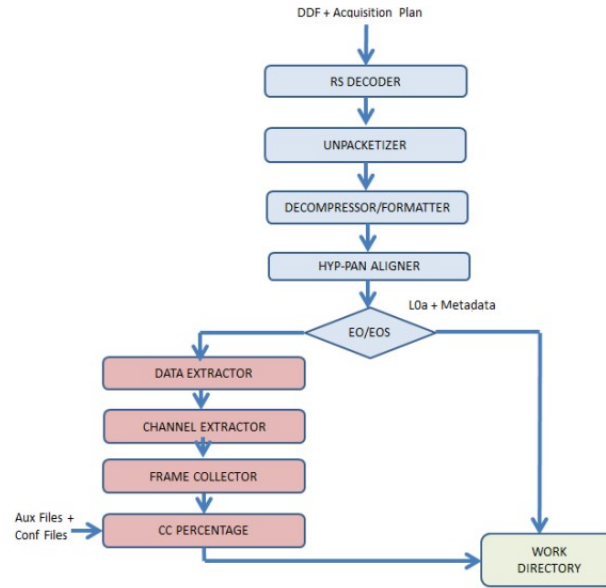 DDF + Acquisition Plan
RS DECODER
UNPACKETIZER
DECOMPRESSOR/FORMATTER
HYP-PAN ALIGNER
L0a + Metadata
EO/EOS
DATA EXTRACTOR
CHANNEL EXTRACTOR
FRAME COLLECTOR
Aux Files +
Conf Files
CC PERCENTAGE
WORK
DIRECTORY